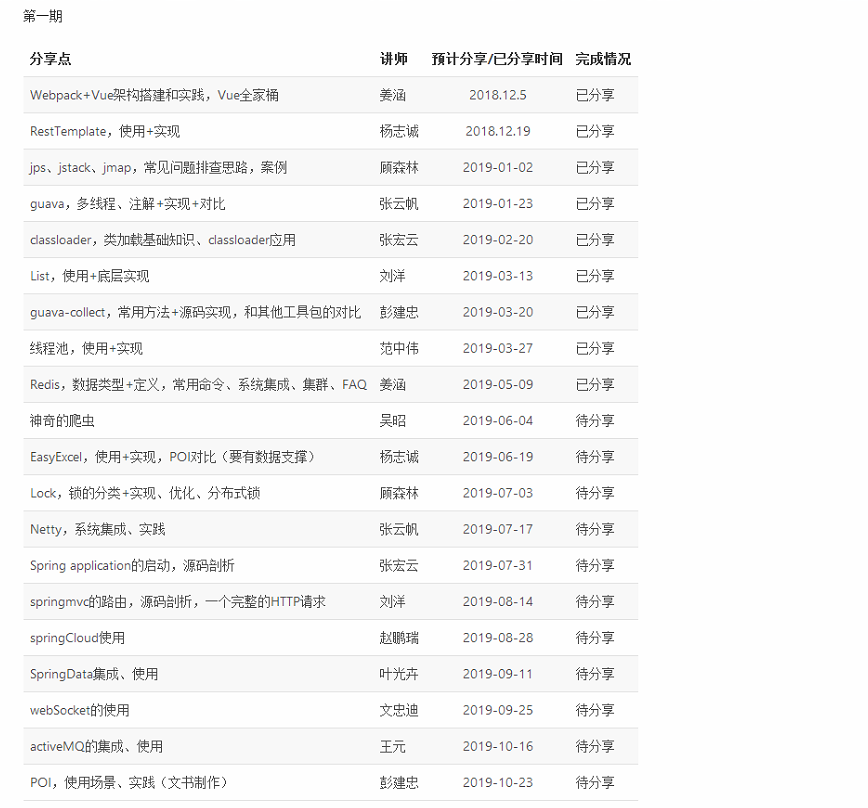 第一期
分享点 讲师 预计分享/已分享时间 完成情况
Webpack+Vue架构搭建和实践，Vue全家桶 姜涵 2018.12.5 已分享
RestTemplate，使用+实现 杨志诚 2018.12.19 已分享
jps、jstack、jmap，常见问题排查思路，案例 顾森林 2019-01-02 已分享
guava，多线程、注解+实现+对比 张云帆 2019-01-23 已分享
classloader，类加载基础知识、classloader应用 张宏云 2019-02-20 已分享
List，使用+底层实现 刘洋 2019-03-13 已分享
guava-collect，常用方法+源码实现，和其他工具包的对比 彭建忠 2019-03-20 已分享
线程池，使用+实现 范中伟 2019-03-27 已分享
Redis，数据类型+定义，常用命令、系统集成、集群、FAQ 姜涵 2019-05-09 已分享
神奇的爬虫 吴昭 2019-06-04 待分享
EasyExcel，使用+实现，POI对比（要有数据支撑） 杨志诚 2019-06-19 待分享
Lock，锁的分类+实现、优化、分布式锁 顾森林 2019-07-03 待分享
Netty，系统集成、实践 张云帆 2019-07-17 待分享
Spring application的启动，源码剖析 张宏云 2019-07-31 待分享
springmvc的路由，源码剖析，一个完整的HTTP请求 刘洋 2019-08-14 待分享
springCloud使用 赵鹏瑞 2019-08-28 待分享
SpringData集成、使用 叶光卉 2019-09-11 待分享
webSocket的使用 文忠迪 2019-09-25 待分享
activeMQ的集成、使用 王元 2019-10-16 待分享
POI，使用场景、实践（文书制作） 彭建忠 2019-10-23 待分享